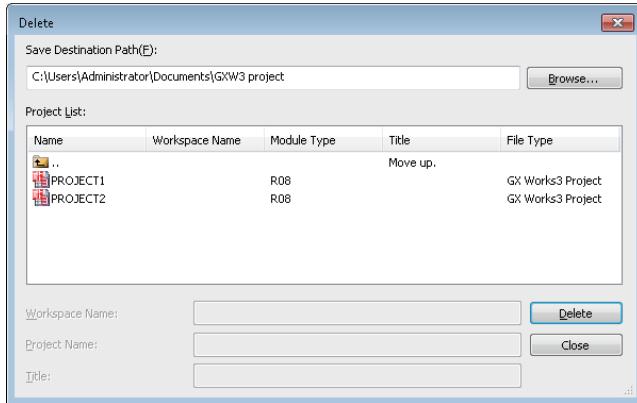 Delete
Save Destination Path(F):
C:\Users\Administrator\Documents\GXW3 project
Browse...
Project List:
Name Workspace Name Module Type Title File Type
.. Move up.
PROJECT1 R08 GX Works3 Project
PROJECT2 R08 GX Works3 Project
Workspace Name:
Delete
Project Name:
Close
Title: